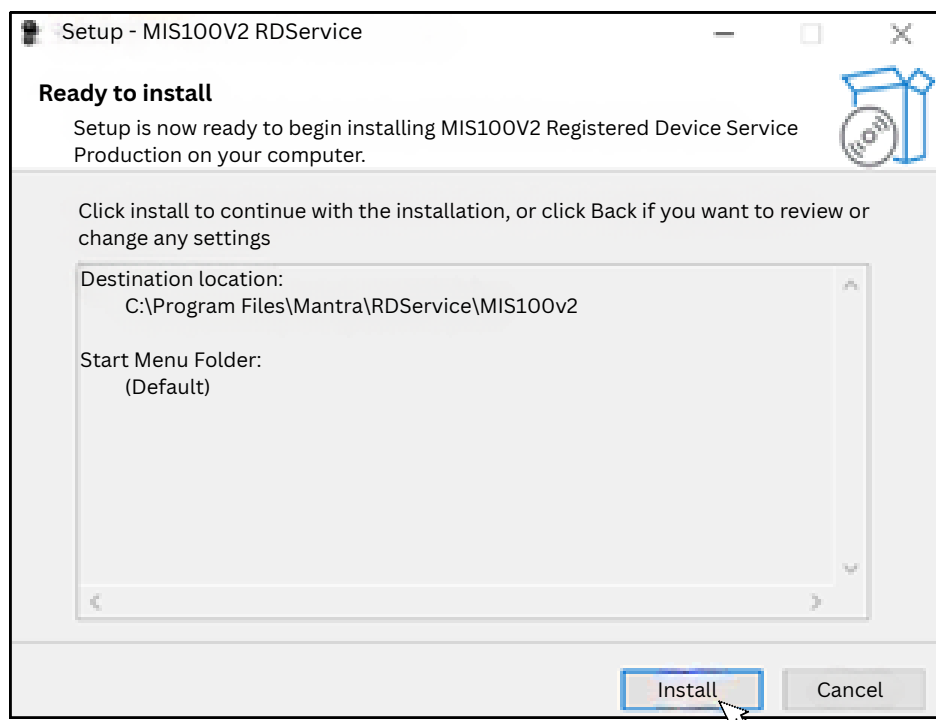 Setup - MIS100V2 RDService
Ready to install
Setup is now ready to begin installing MIS100V2 Registered Device Service
Production on your computer.
Click install to continue with the installation, or click Back if you want to review or
change any settings
Destination location:
C:\Program Files\Mantra\RDService\MIS100v2
Start Menu Folder:
(Default)
Install
Cancel